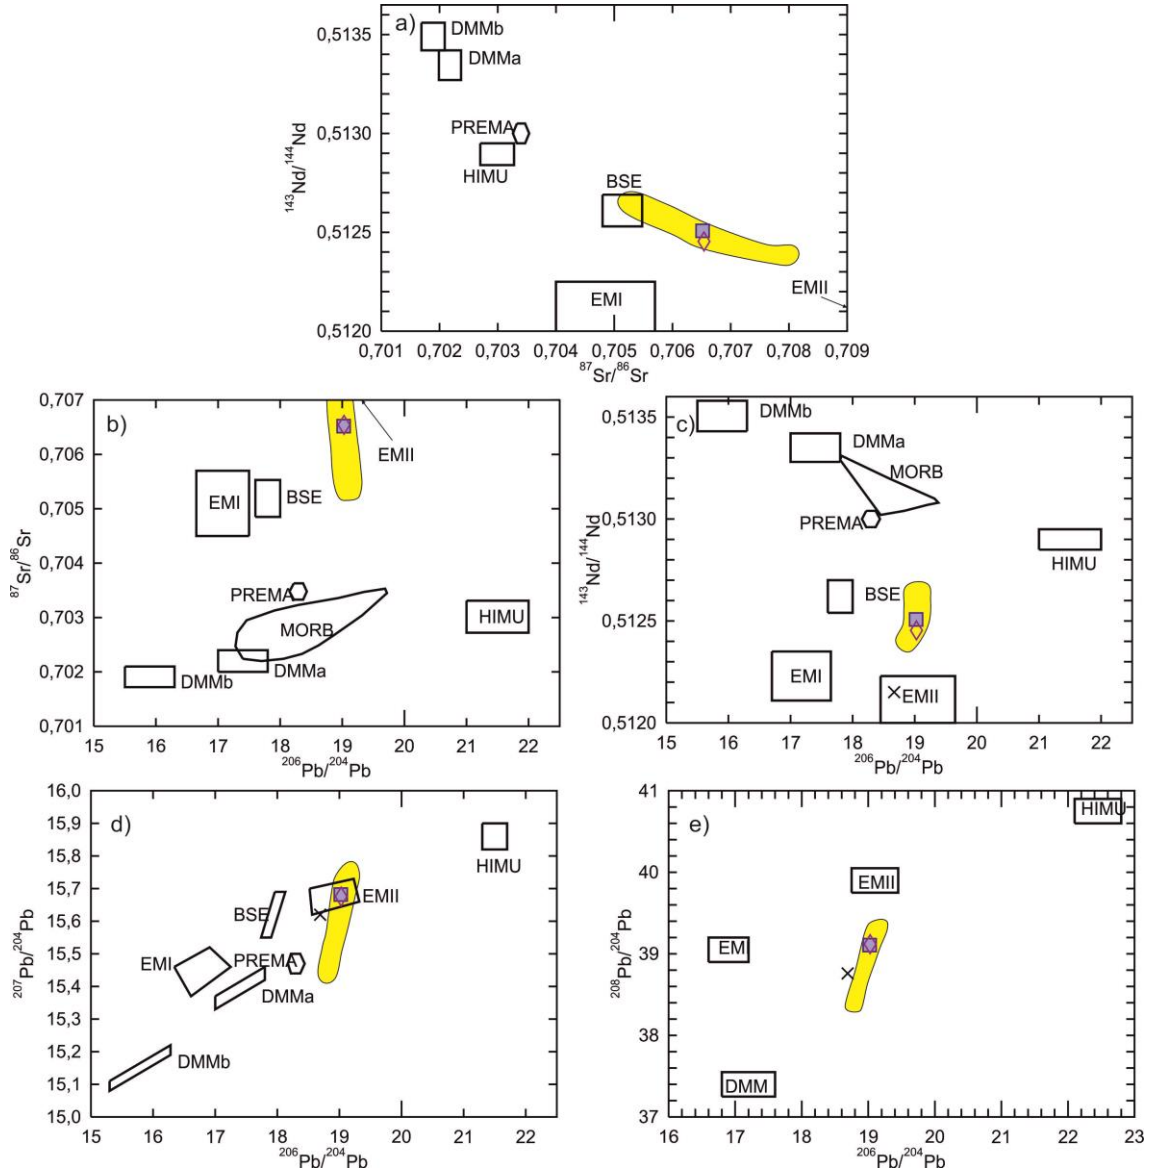 a)
DMMb
DMMa
PREMA
HIMU
BSE
EMI
EMII
0,5135
0,5130
0,5125
0,5120
143Nd/144Nd
0,701 0,702 0,703 0,704 0,705 0,706 0,707 0,708 0,709
87Sr/86Sr
b)
EMII
EMI
BSE
PREMA
MORB
HIMU
DMMa
DMMb
0,707
0,706
0,705
0,704
0,703
0,702
0,701
87Sr/86Sr
15 16 17 18 19 20 21 22
206Pb/204Pb
c)
DMMb
DMMa
MORB
PREMA
HIMU
BSE
EMI
EMII
0,5135
0,5130
0,5125
0,5120
143Nd/144Nd
15 16 17 18 19 20 21 22
206Pb/204Pb
d)
HIMU
EMII
BSE
EMI
PREMA
DMMa
DMMb
16,0
15,9
15,8
15,7
15,6
15,5
15,4
15,3
15,2
15,1
15,0
207Pb/204Pb
15 16 17 18 19 20 21 22
206Pb/204Pb
e)
HIMU
EMII
EM
DMM
41
40
39
38
37
208Pb/204Pb
16 17 18 19 20 21 22 23
206Pb/204Pb